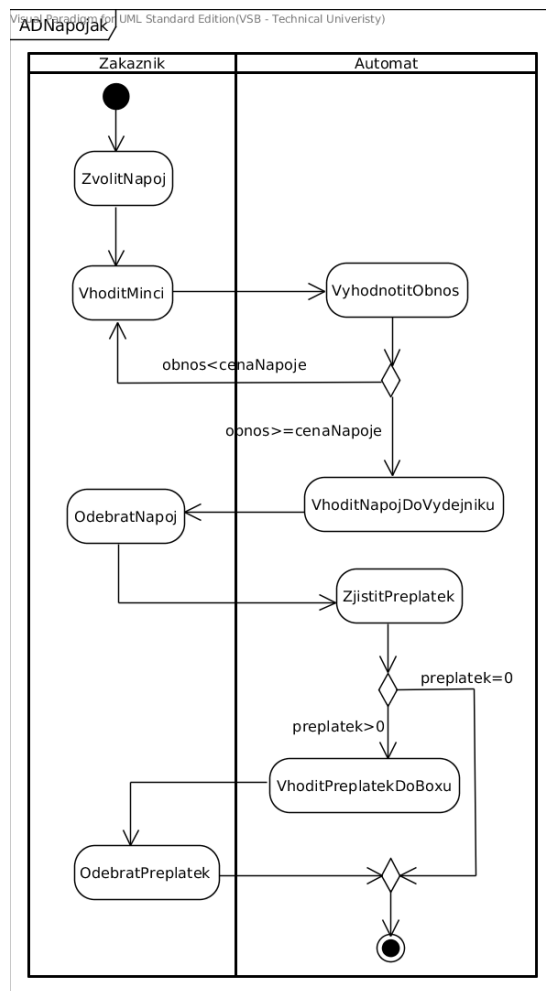 Visual Paradigm for UML Standard Edition(VSB - Technical Univeristy)
ADNapojak
Zakaznik
Automat
ZvolitNapoj
VhoditMinci
VyhodnotitObnos
obnos<cenaNapoje
obnos>=cenaNapoje
VhoditNapojDoVydejniku
OdebratNapoj
ZjistitPreplatek
preplatek=0
preplatek>0
VhoditPreplatekDoBoxu
OdebratPreplatek